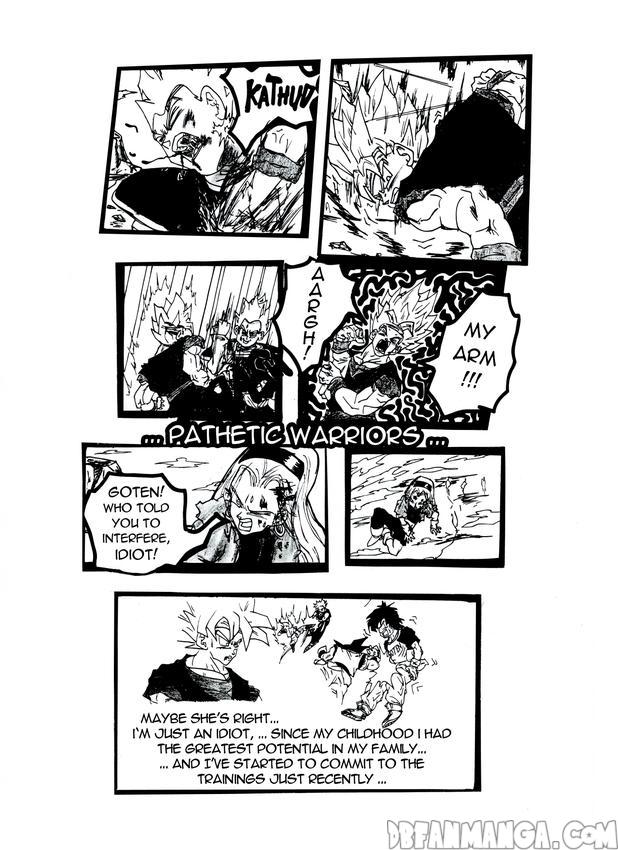 KATHUD
AARGH!
MY
ARM
!!!
... PATHETIC WARRIORS ...
GOTEN!
WHO TOLD
YOU TO
INTERFERE,
IDIOT!
MAYBE SHE'S RIGHT...
I'M JUST AN IDIOT, ... SINCE MY CHILDHOOD I HAD
THE GREATEST POTENTIAL IN MY FAMILY...
... AND I'VE STARTED TO COMMIT TO THE
TRAININGS JUST RECENTLY ...
DBFANMANGA.COM